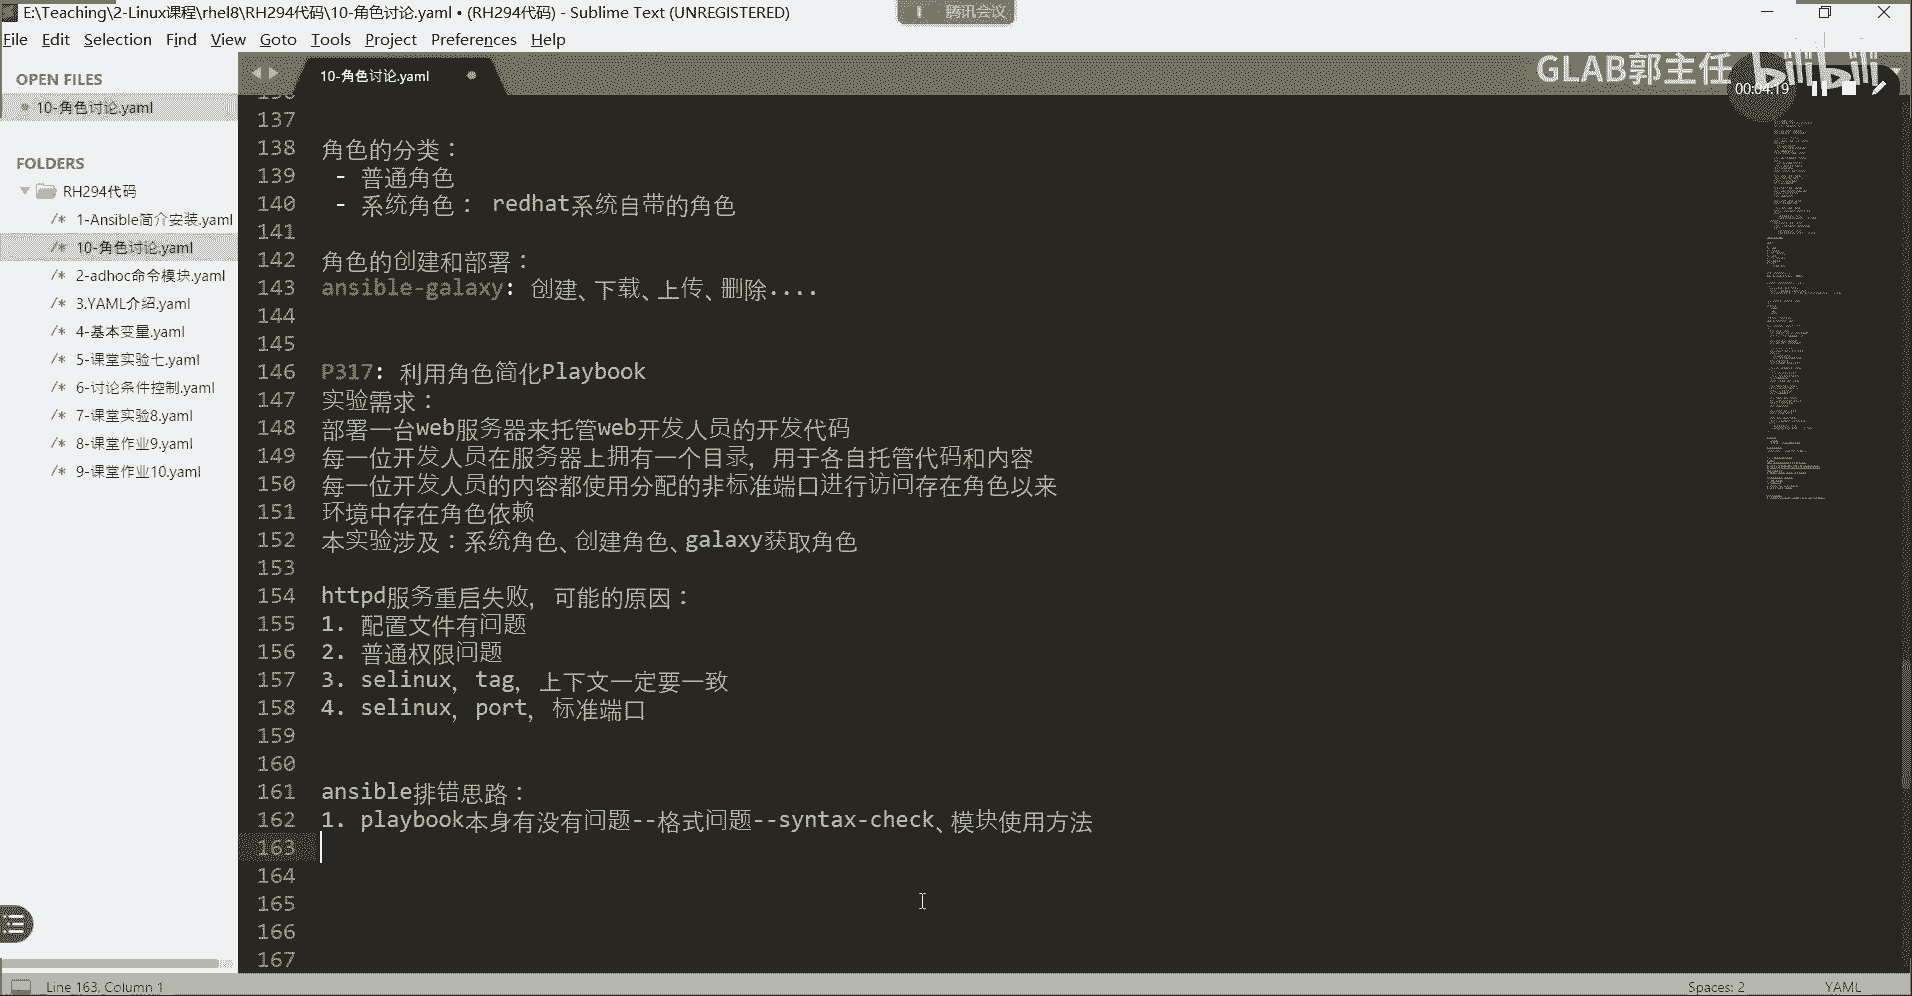 E:\Teaching\2-Linux课程\rhel8\RH294代码\10-角色讨论.yaml • (RH294代码) - Sublime Text (UNREGISTERED)
腾讯会议
File Edit Selection Find View Goto Tools Project Preferences Help
GLAB郭主任 bilibili
00:04:19
OPEN FILES
10-角色讨论.yaml
FOLDERS
RH294代码
/* 1-Ansible简介安装.yaml
/* 10-角色讨论.yaml
/* 2-adhoc命令模块.yaml
/* 3.YAML介绍.yaml
/* 4-基本变量.yaml
/* 5-课堂实验七.yaml
/* 6-讨论条件控制.yaml
/* 7-课堂实验8.yaml
/* 8-课堂作业9.yaml
/* 9-课堂作业10.yaml
10-角色讨论.yaml
136
137
138 角色的分类：
139 - 普通角色
140 - 系统角色： redhat系统自带的角色
141
142 角色的创建和部署：
143 ansible-galaxy: 创建、下载、上传、删除....
144
145
146 P317: 利用角色简化Playbook
147 实验需求：
148 部署一台web服务器来托管web开发人员的开发代码
149 每一位开发人员在服务器上拥有一个目录，用于各自托管代码和内容
150 每一位开发人员的内容都使用分配的非标准端口进行访问存在角色以来
151 环境中存在角色依赖
152 本实验涉及：系统角色、创建角色、galaxy获取角色
153
154 httpd服务重启失败，可能的原因：
155 1. 配置文件有问题
156 2. 普通权限问题
157 3. selinux，tag，上下文一定要一致
158 4. selinux，port，标准端口
159
160
161 ansible排错思路：
162 1. playbook本身有没有问题--格式问题--syntax-check、模块使用方法
163
164
165
166
167
Line 163, Column 1
Spaces: 2
YAML